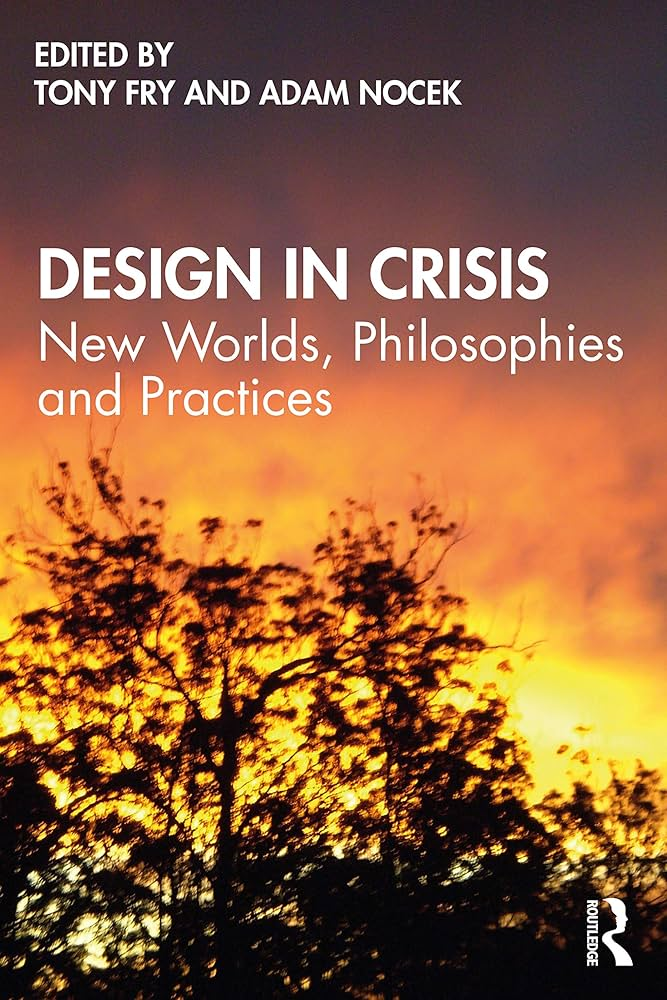 EDITED BY
TONY FRY AND ADAM NOCEK
DESIGN IN CRISIS
New Worlds, Philosophies
and Practices
ROUTLEDGE